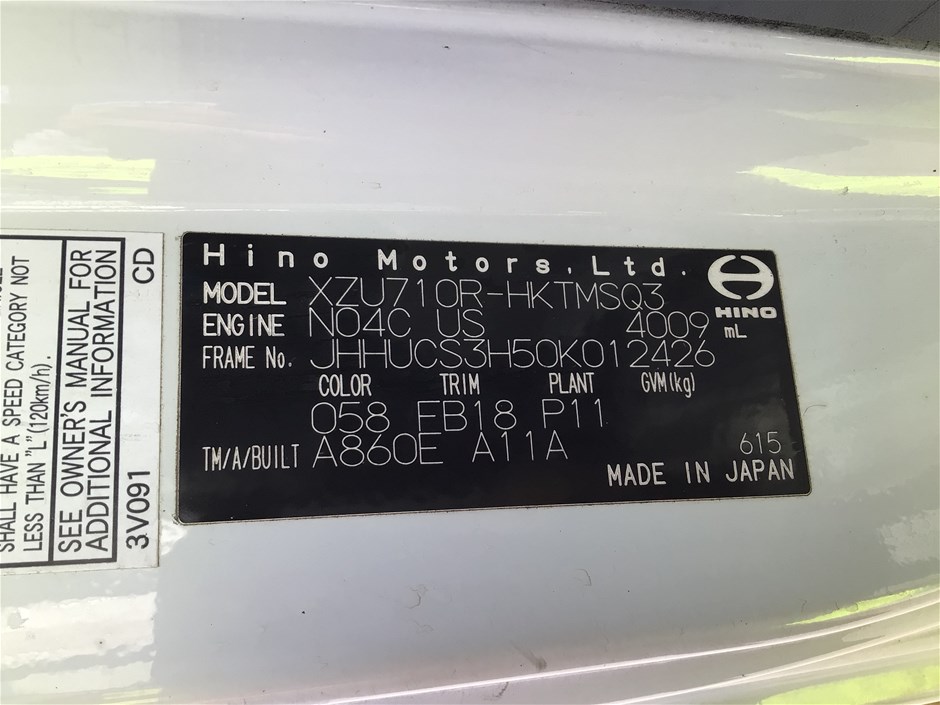 Hino Motors, Ltd.
MODEL XZU710R-HKTMSQ3
HINO
ENGINE N04C US 4009 mL
FRAME No. JHHUCS3H50K012426
COLOR TRIM PLANT GVM(kg)
058 EB18 P11
TM/A/BUILT A860E A11A
615
MADE IN JAPAN
SHALL HAVE A SPEED CATEGORY NOT
LESS THAN "L"(120km/h).
SEE OWNER'S MANUAL FOR
ADDITIONAL INFORMATION
3V091 CD